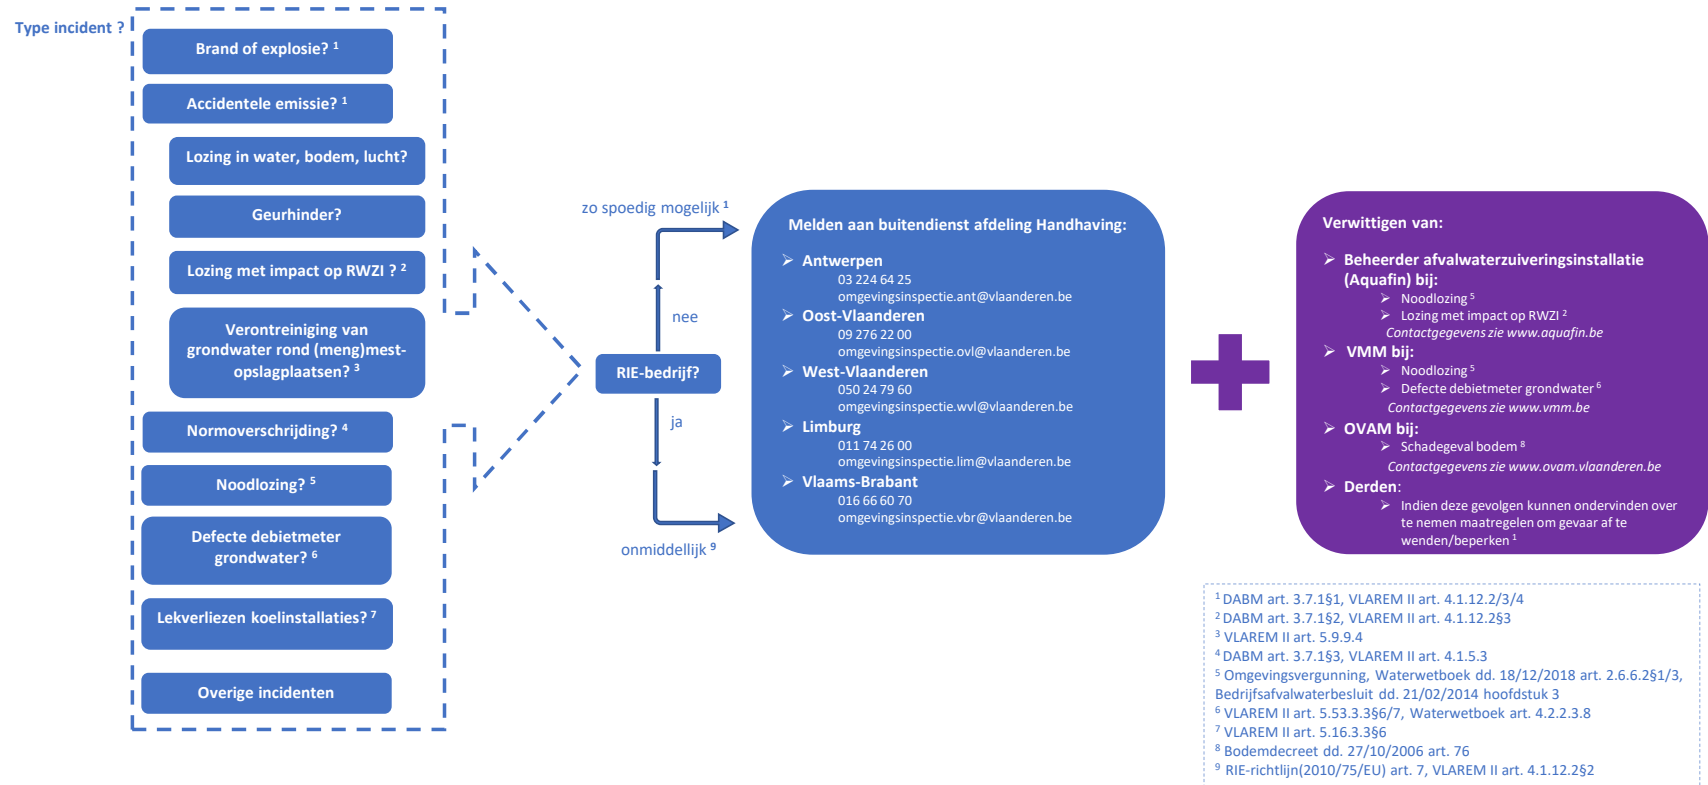 Type incident ?
Brand of explosie? ¹
Accidentele emissie? ¹
Lozing in water, bodem, lucht?
Geurhinder?
Lozing met impact op RWZI ? ²
Verontreiniging van
grondwater rond (meng)mest-
opslagplaatsen? ³
Normoverschrijding? ⁴
Noodlozing? ⁵
Defecte debietmeter
grondwater? ⁶
Lekverliezen koelinstallaties? ⁷
Overige incidenten
RIE-bedrijf?
zo spoedig mogelijk ¹
nee
ja
onmiddellijk ⁹
Melden aan buitendienst afdeling Handhaving:
➢ Antwerpen
03 224 64 25
omgevingsinspectie.ant@vlaanderen.be
➢ Oost-Vlaanderen
09 276 22 00
omgevingsinspectie.ovl@vlaanderen.be
➢ West-Vlaanderen
050 24 79 60
omgevingsinspectie.wvl@vlaanderen.be
➢ Limburg
011 74 26 00
omgevingsinspectie.lim@vlaanderen.be
➢ Vlaams-Brabant
016 66 60 70
omgevingsinspectie.vbr@vlaanderen.be
Verwittigen van:
➢ Beheerder afvalwaterzuiveringsinstallatie
(Aquafin) bij:
➢ Noodlozing ⁵
➢ Lozing met impact op RWZI ²
Contactgegevens zie www.aquafin.be
➢ VMM bij:
➢ Noodlozing ⁵
➢ Defecte debietmeter grondwater ⁶
Contactgegevens zie www.vmm.be
➢ OVAM bij:
➢ Schadegeval bodem ⁸
Contactgegevens zie www.ovam.vlaanderen.be
➢ Derden:
➢ Indien deze gevolgen kunnen ondervinden over
te nemen maatregelen om gevaar af te
wenden/beperken ¹
¹ DABM art. 3.7.1§1, VLAREM II art. 4.1.12.2/3/4
² DABM art. 3.7.1§2, VLAREM II art. 4.1.12.2§3
³ VLAREM II art. 5.9.9.4
⁴ DABM art. 3.7.1§3, VLAREM II art. 4.1.5.3
⁵ Omgevingsvergunning, Waterwetboek dd. 18/12/2018 art. 2.6.6.2§1/3,
Bedrijfsafvalwaterbesluit dd. 21/02/2014 hoofdstuk 3
⁶ VLAREM II art. 5.53.3.3§6/7, Waterwetboek art. 4.2.2.3.8
⁷ VLAREM II art. 5.16.3.3§6
⁸ Bodemdecreet dd. 27/10/2006 art. 76
⁹ RIE-richtlijn(2010/75/EU) art. 7, VLAREM II art. 4.1.12.2§2